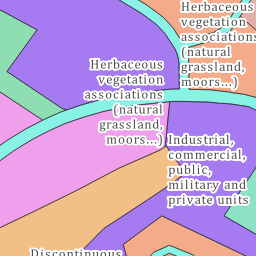 Herbaceous
vegetation
associations
(natural
grassland,
moors...)
Herbaceous
vegetation
associations
(natural
grassland,
moors...)
Industrial,
commercial,
public,
military and
private units
Discontinuous